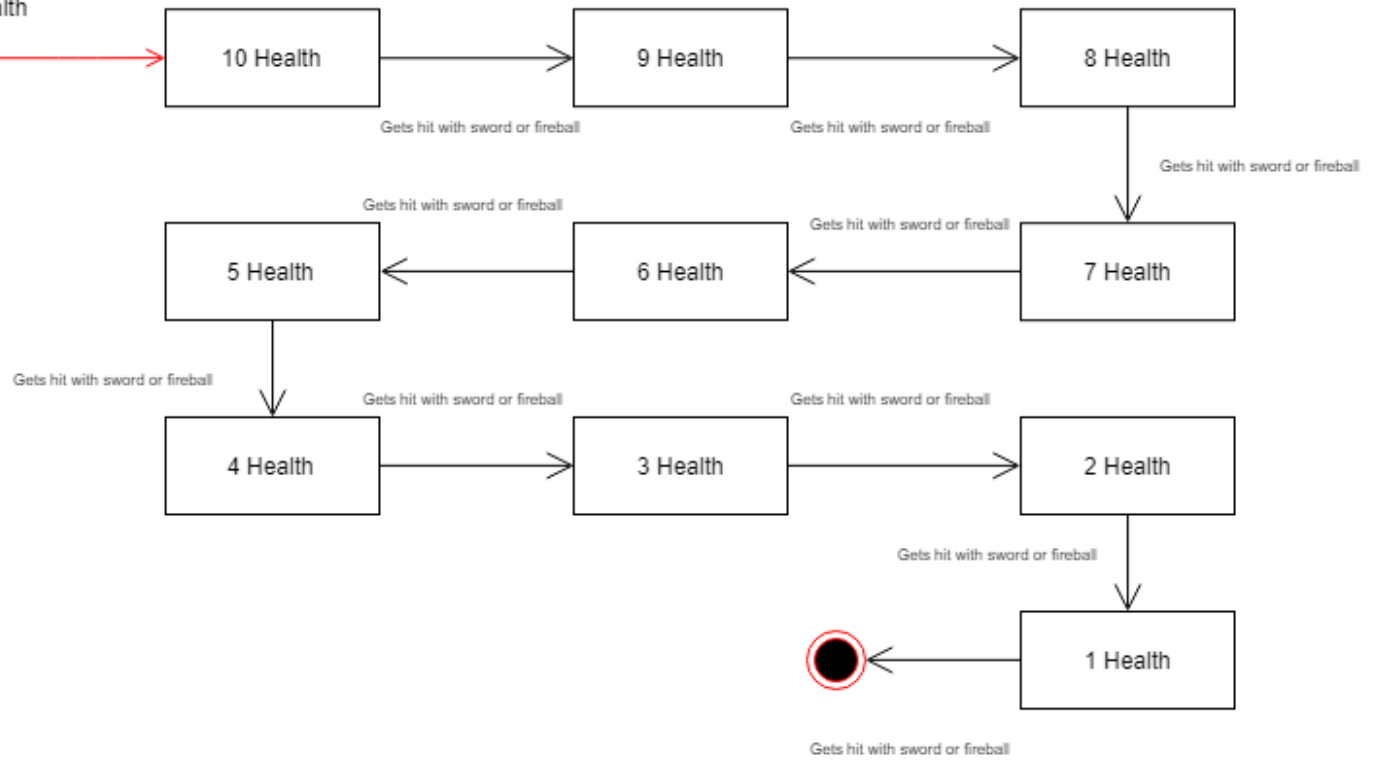 10 Health
9 Health
8 Health
Gets hit with sword or fireball
Gets hit with sword or fireball
Gets hit with sword or fireball
Gets hit with sword or fireball
Gets hit with sword or fireball
5 Health
6 Health
7 Health
Gets hit with sword or fireball
Gets hit with sword or fireball
Gets hit with sword or fireball
4 Health
3 Health
2 Health
Gets hit with sword or fireball
1 Health
Gets hit with sword or fireball